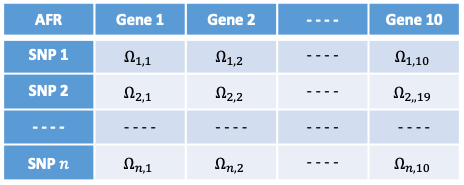 AFR Gene 1 Gene 2 - - - - Gene 10
SNP 1 Ω1,1 Ω1,2 - - - - Ω1,10
SNP 2 Ω2,1 Ω2,2 - - - - Ω2,,19
- - - - - - - - - - - - - - - - - - - -
SNP n Ωn,1 Ωn,2 - - - - Ωn,10